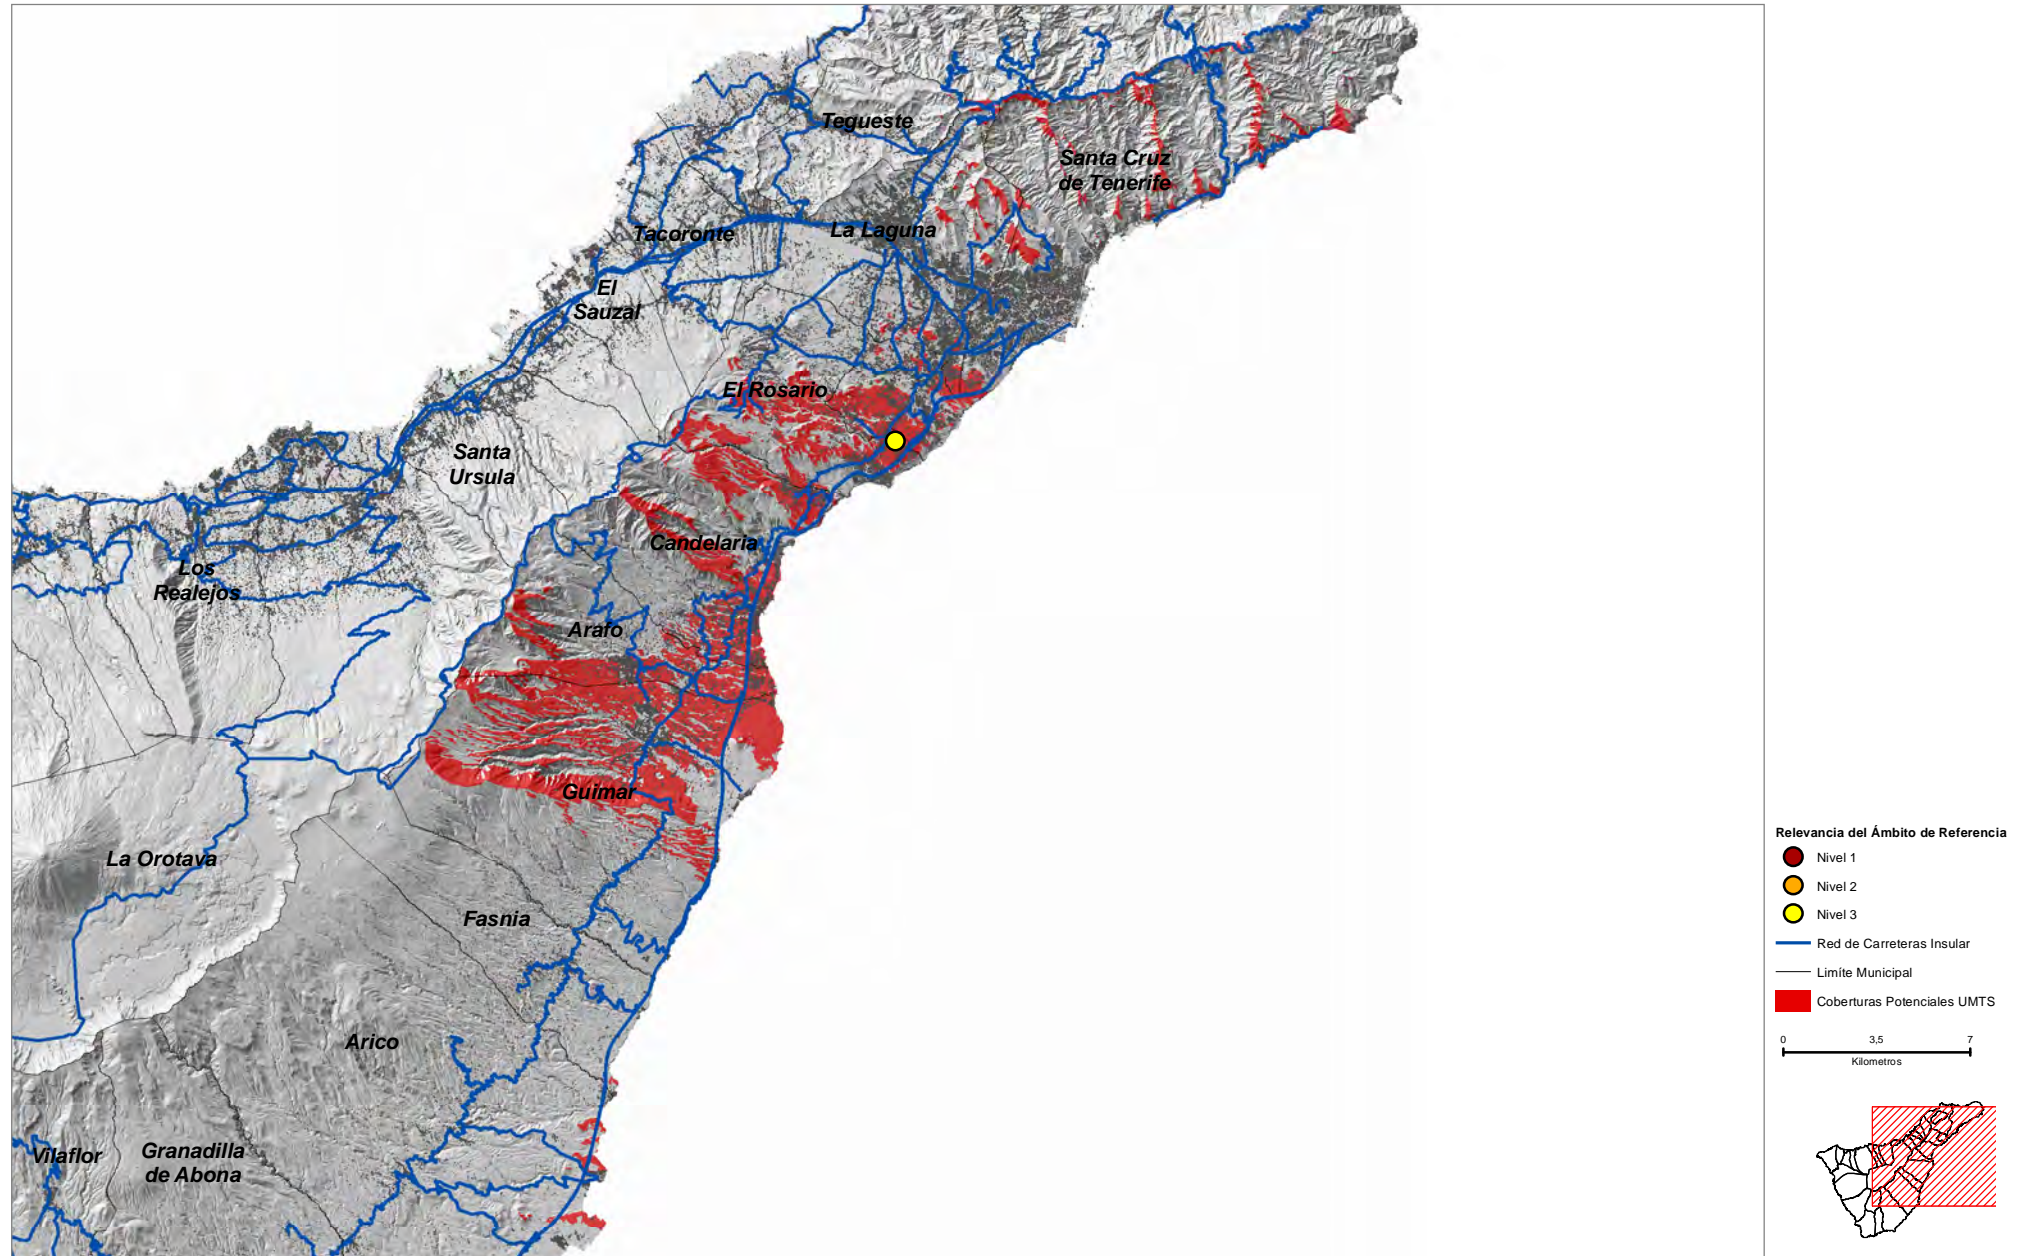 Tegueste
Santa Cruz
de Tenerife
Tacoronte
La Laguna
El
Sauzal
El Rosario
Santa
Ursula
Candelaria
Los
Realejos
Arafo
Guimar
La Orotava
Fasnia
Arico
Vilaflor
Granadilla
de Abona
Relevancia del Ámbito de Referencia
Nivel 1
Nivel 2
Nivel 3
Red de Carreteras Insular
Limíte Municipal
Coberturas Potenciales UMTS
0 3,5 7
Kilometros